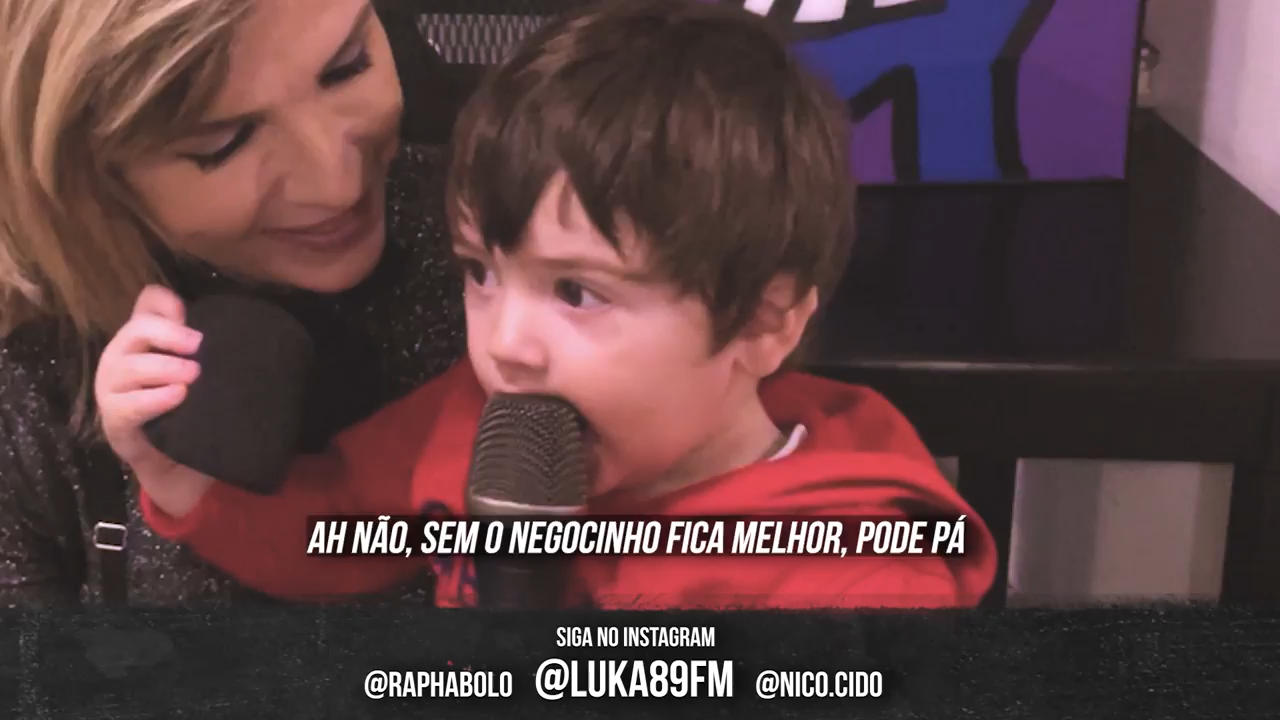 AH NÃO, SEM O NEGOCINHO FICA MELHOR, PODE PÁ
SIGA NO INSTAGRAM
@RAPHABOLO @LUKA89FM @NICO.CIDO